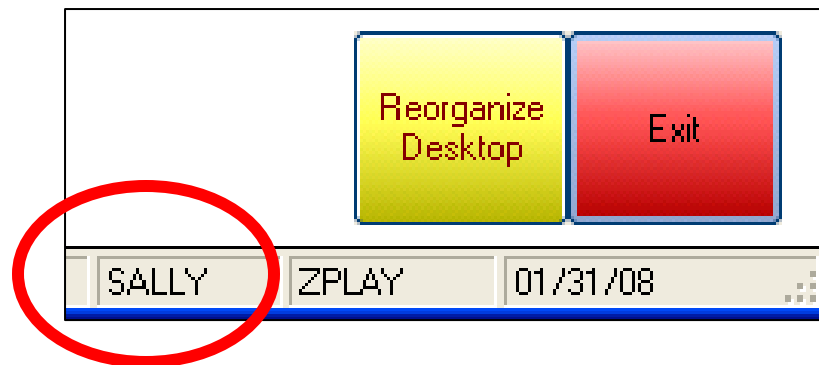 Reorganize
Desktop
Exit
SALLY
ZPLAY
01/31/08